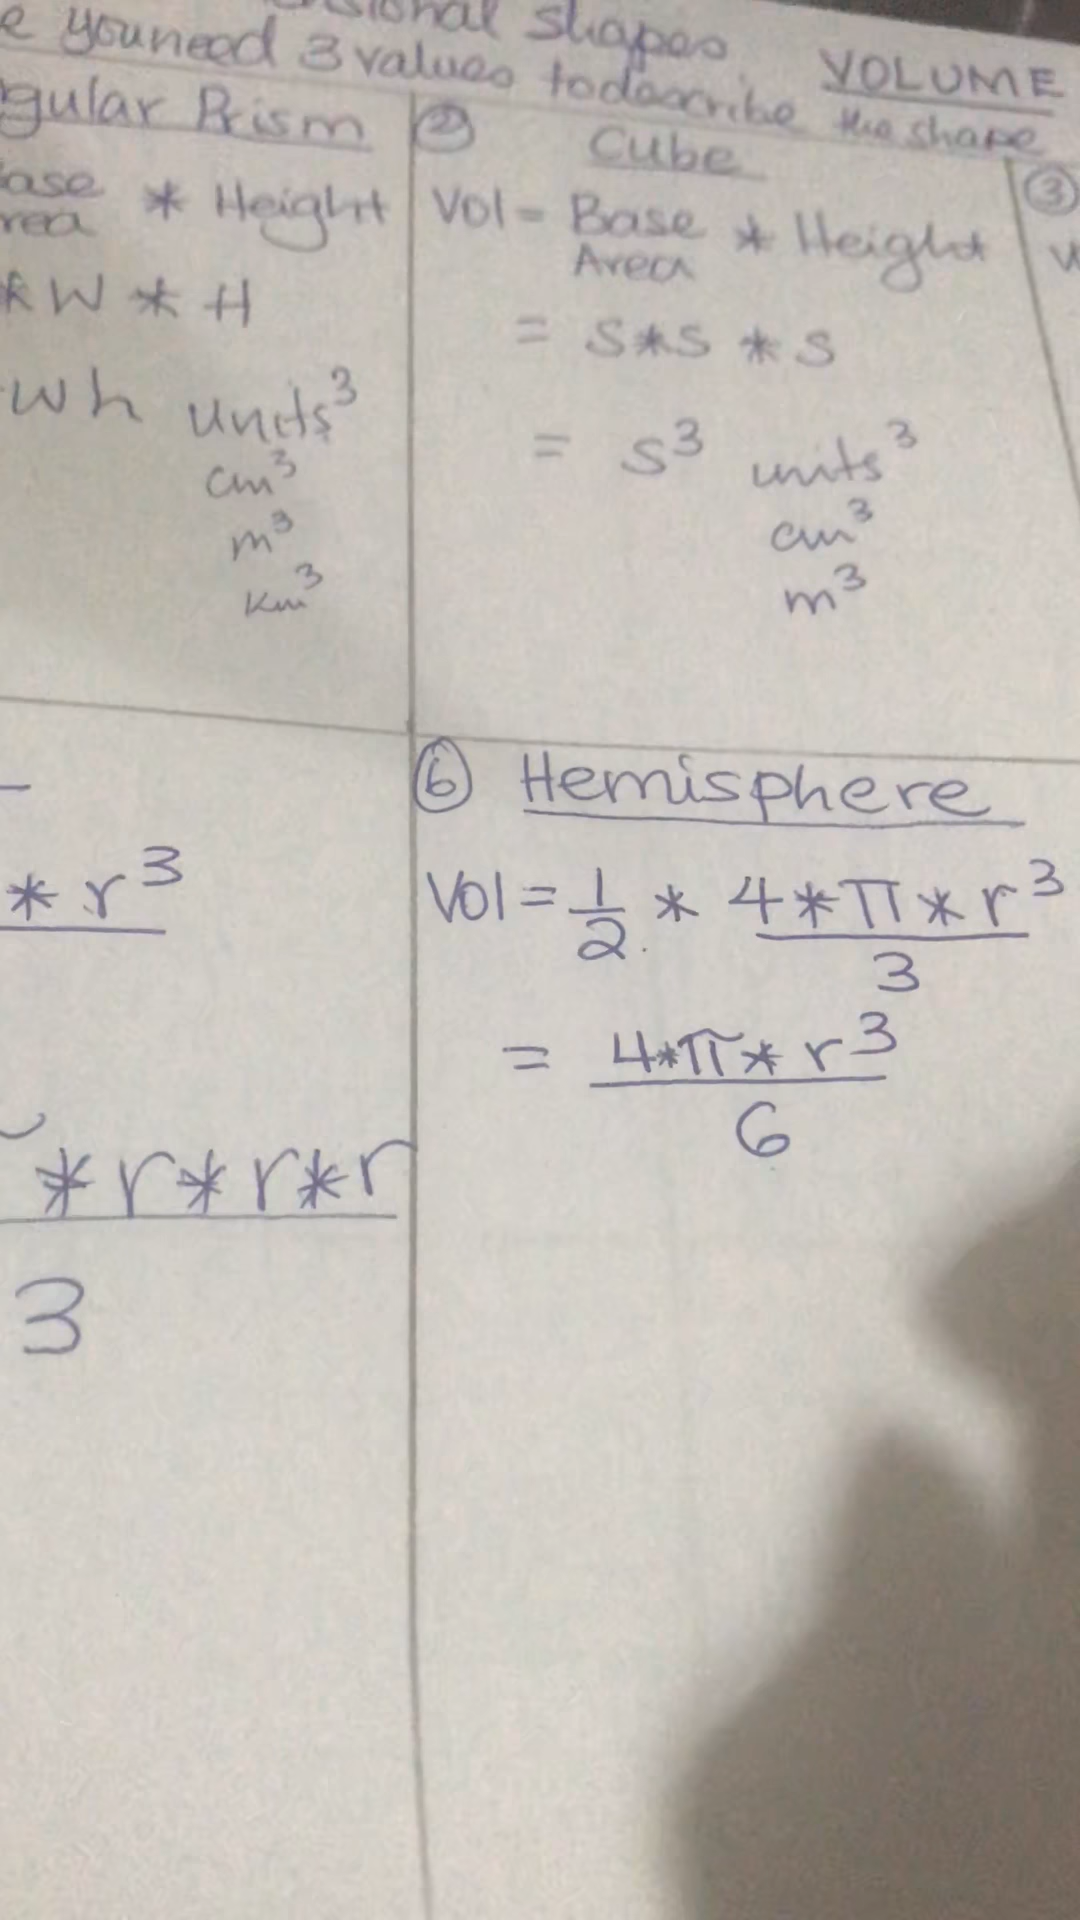 sional shapes
e you need 3 values to describe the shape
VOLUME
gular Prism
ase * Height
rea
* W * H
wh units³
cm³
m³
km³
②
Cube
Vol = Base * Height
Area
= s*s * s
= s³ units³
cm³
m³
③
* r³
* r * r * r
3
⑥ Hemisphere
Vol = 1/2 * 4 * π * r³
3
= 4*π* r³
6